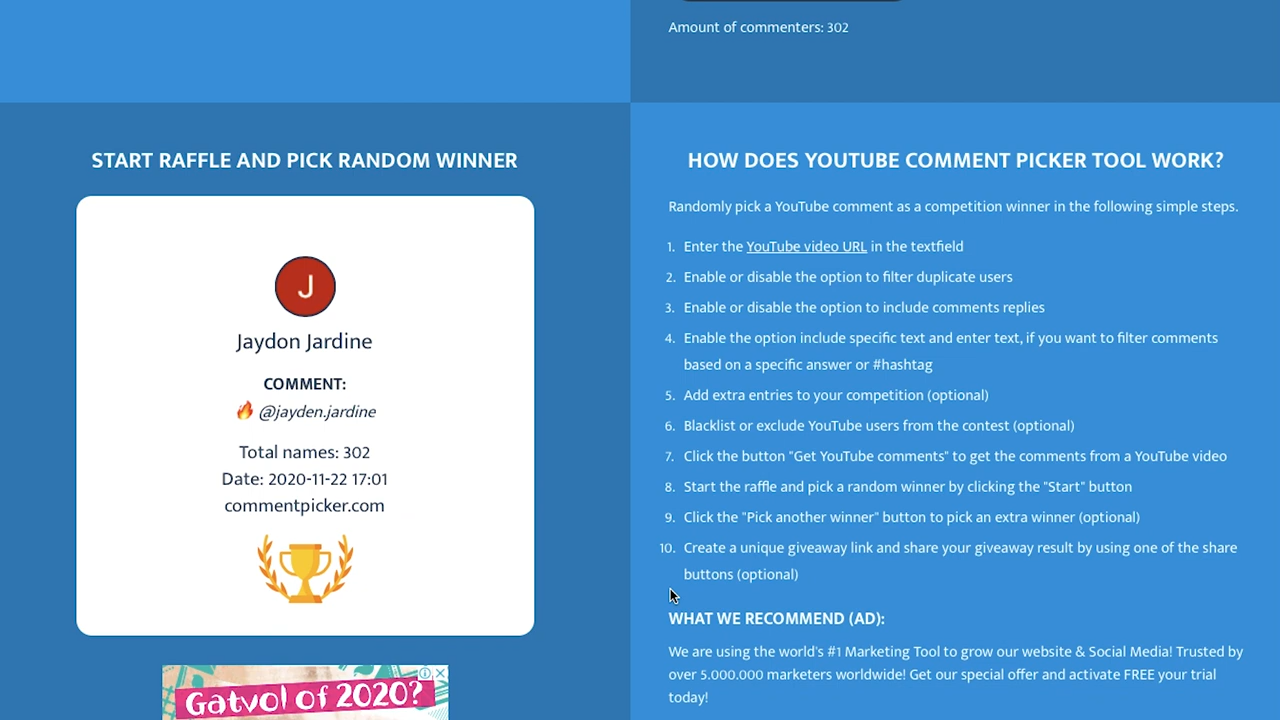 Amount of commenters: 302
START RAFFLE AND PICK RANDOM WINNER
J
Jaydon Jardine
COMMENT:
🔥 @jayden.jardine
Total names: 302
Date: 2020-11-22 17:01
commentpicker.com
Gatvol of 2020?
HOW DOES YOUTUBE COMMENT PICKER TOOL WORK?
Randomly pick a YouTube comment as a competition winner in the following simple steps.
1. Enter the YouTube video URL in the textfield
2. Enable or disable the option to filter duplicate users
3. Enable or disable the option to include comments replies
4. Enable the option include specific text and enter text, if you want to filter comments
based on a specific answer or #hashtag
5. Add extra entries to your competition (optional)
6. Blacklist or exclude YouTube users from the contest (optional)
7. Click the button "Get YouTube comments" to get the comments from a YouTube video
8. Start the raffle and pick a random winner by clicking the "Start" button
9. Click the "Pick another winner" button to pick an extra winner (optional)
10. Create a unique giveaway link and share your giveaway result by using one of the share
buttons (optional)
WHAT WE RECOMMEND (AD):
We are using the world's #1 Marketing Tool to grow our website & Social Media! Trusted by
over 5.000.000 marketers worldwide! Get our special offer and activate FREE your trial
today!